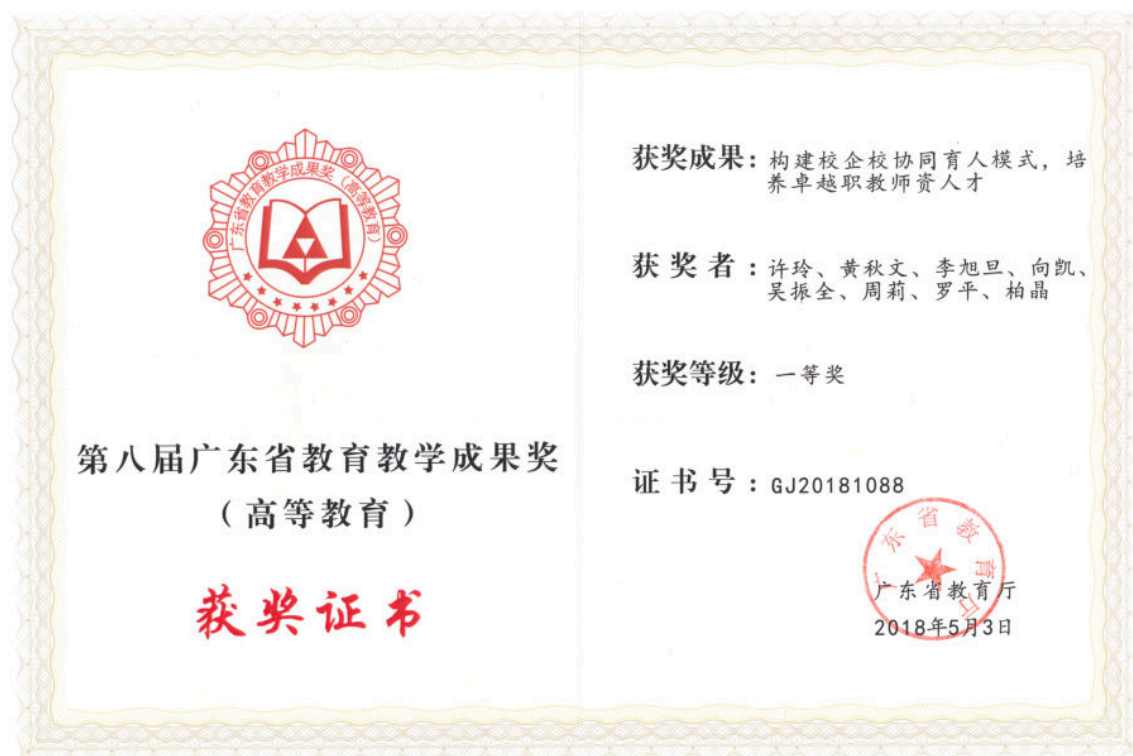 广东省教育教学成果奖（高等教育）
第八届广东省教育教学成果奖
（高等教育）
获奖证书
获奖成果：构建校企校协同育人模式，培
养卓越职教师资人才
获奖者：许玲、黄秋文、李旭旦、向凯、
吴振全、周莉、罗平、柏晶
获奖等级：一等奖
证书号：GJ20181088
广东省教育厅
广东省教育厅
2018年5月3日